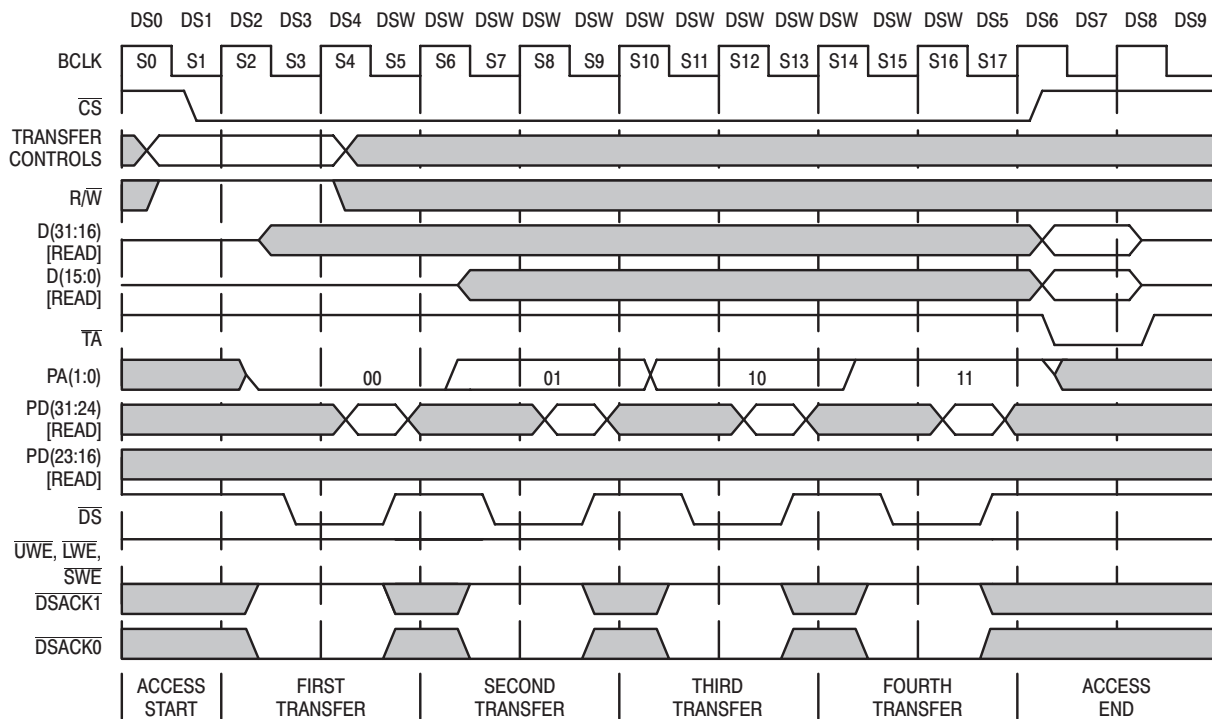 DS0 DS1 DS2 DS3 DS4 DSW DSW DSW DSW DSW DSW DSW DSW DSW DSW DSW DSW DS5 DS6 DS7 DS8 DS9
BCLK S0 S1 S2 S3 S4 S5 S6 S7 S8 S9 S10 S11 S12 S13 S14 S15 S16 S17
CS
TRANSFER
CONTROLS
R/W
D(31:16)
[READ]
D(15:0)
[READ]
TA
PA(1:0) 00 01 10 11
PD(31:24)
[READ]
PD(23:16)
[READ]
DS
UWE, LWE,
SWE
DSACK1
DSACK0
ACCESS FIRST SECOND THIRD FOURTH ACCESS
START TRANSFER TRANSFER TRANSFER TRANSFER END